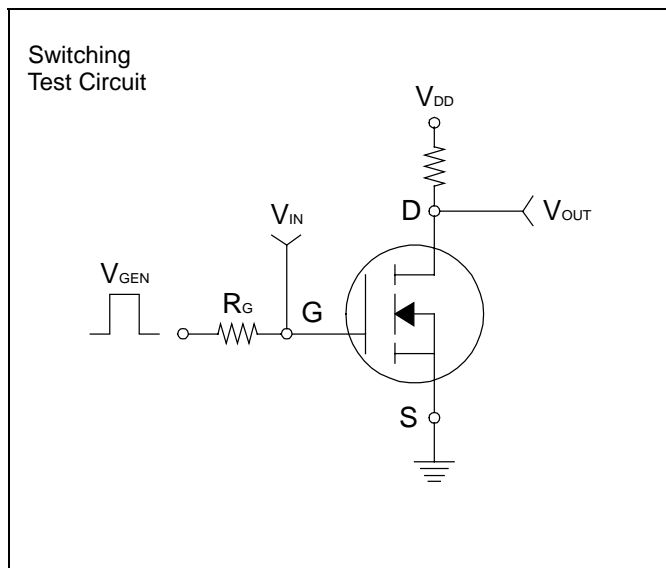 Switching
Test Circuit
VDD
D
VOUT
VIN
VGEN
RG
G
S